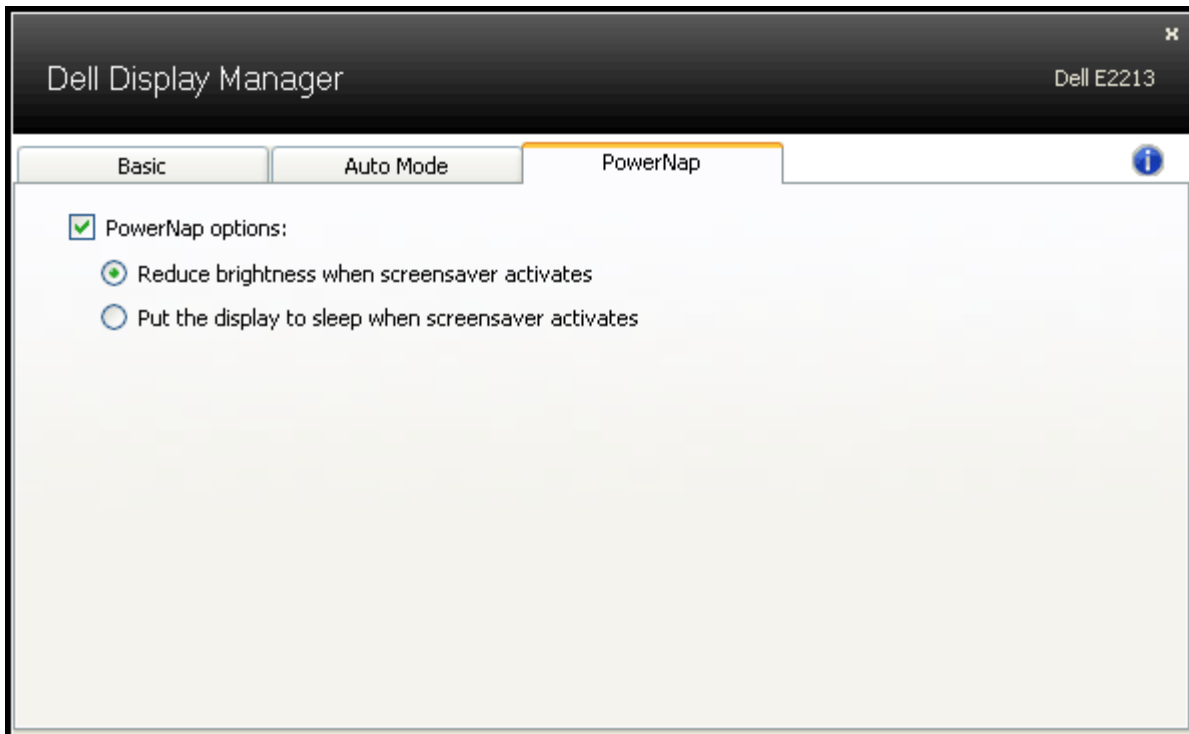 Dell Display Manager
Dell E2213
Basic
Auto Mode
PowerNap
PowerNap options:
Reduce brightness when screensaver activates
Put the display to sleep when screensaver activates